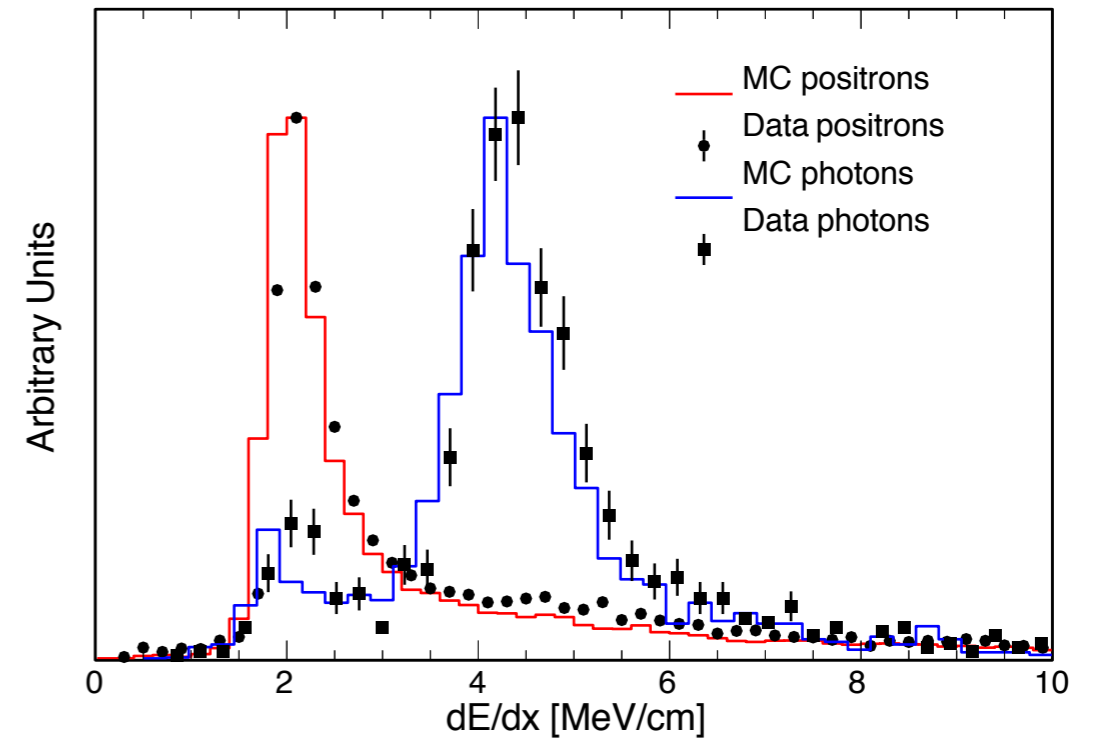 MC positrons
Data positrons
MC photons
Data photons
Arbitrary Units
0 2 4 6 8 10
dE/dx [MeV/cm]